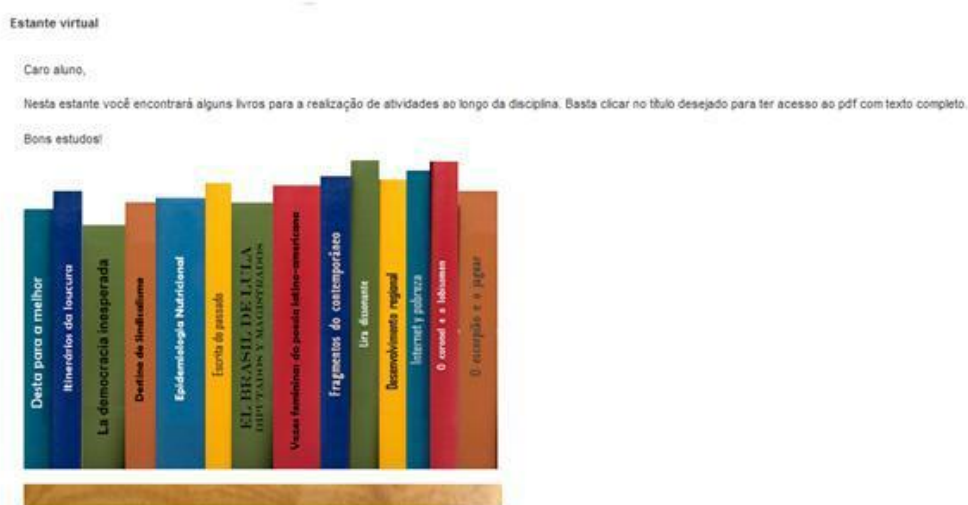 Estante virtual
Caro aluno,
Nesta estante você encontrará alguns livros para a realização de atividades ao longo da disciplina. Basta clicar no título desejado para ter acesso ao pdf com texto completo.
Bons estudos!
Desta para a melhor
Itinerários da loucura
La democracia inesperada
Destino do Sindicalismo
Epidemiologia Nutricional
Escrita do passado
EL BRASIL DE LULA
DIPUTADOS Y MAGISTRADOS
Vozes femininas da poesia latino-americana
Fragmentos do contemporâneo
Lira dissonante
Desenvolvimento regional
Internet y pobreza
O coronel e o lobisomen
O escorpião e o jaguar